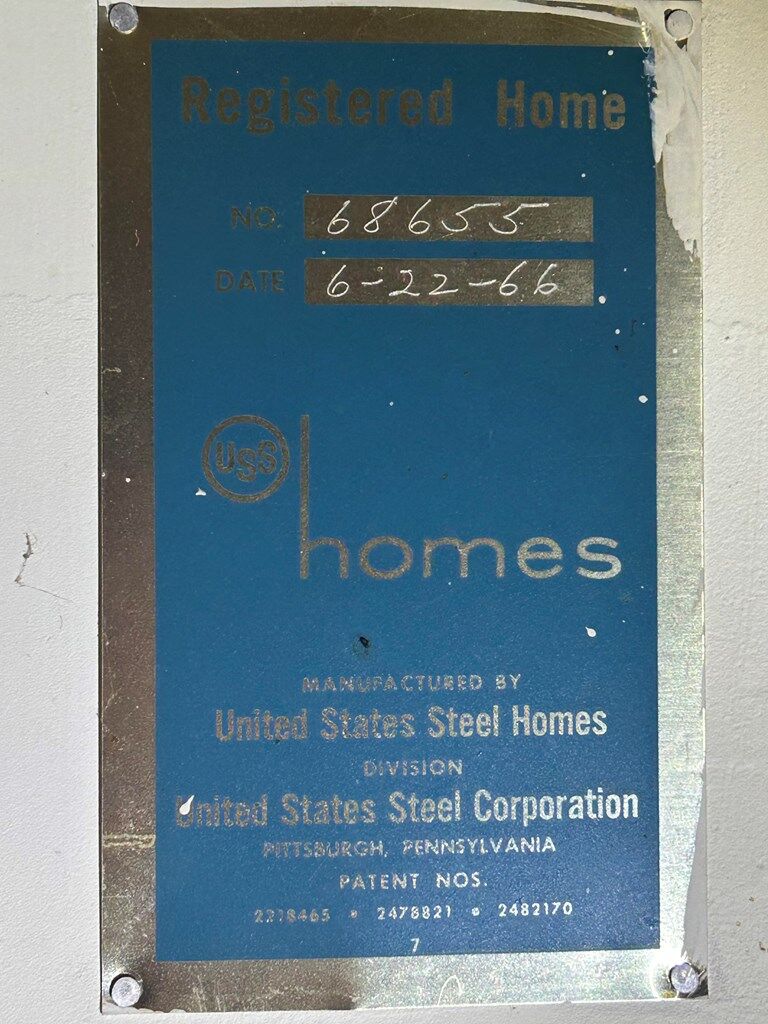 Registered Home
NO. 68655
DATE 6-22-66
USS
homes
MANUFACTURED BY
United States Steel Homes
DIVISION
United States Steel Corporation
PITTSBURGH, PENNSYLVANIA
PATENT NOS.
2218465 • 2478821 • 2482170
7